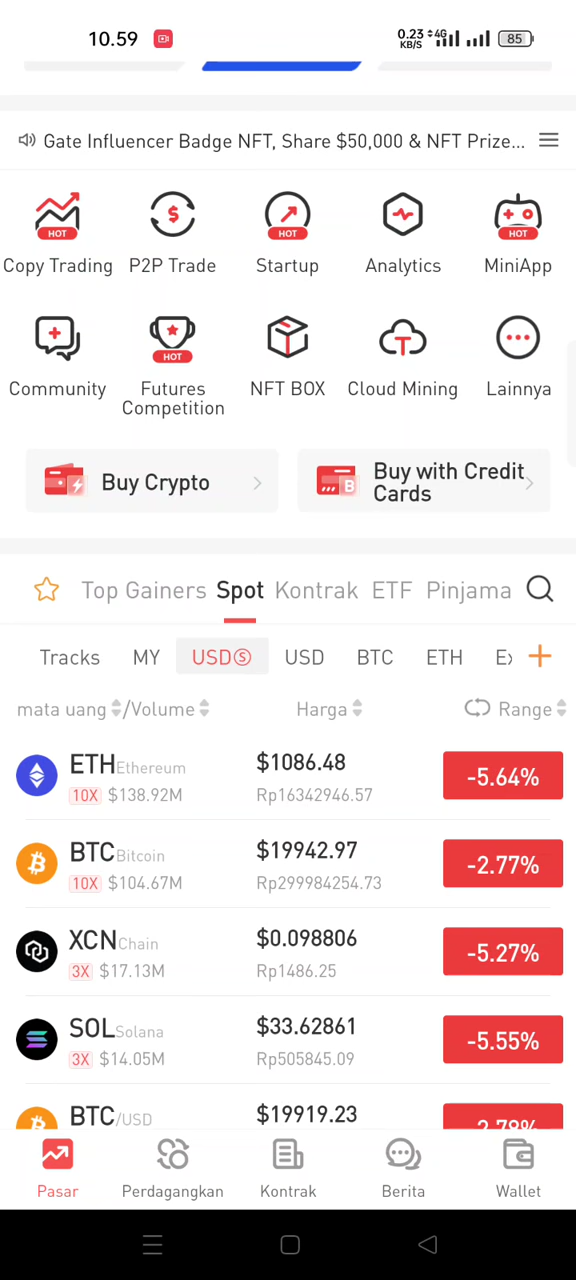 10.59
0.23 KB/S 4G 85
Gate Influencer Badge NFT, Share $50,000 & NFT Prize...
HOT HOT HOT
Copy Trading P2P Trade Startup Analytics MiniApp
HOT
Community Futures Competition NFT BOX Cloud Mining Lainnya
Buy Crypto Buy with Credit Cards
Top Gainers Spot Kontrak ETF Pinjama
Tracks MY USDⓈ USD BTC ETH Ex
mata uang /Volume Harga Range
ETH Ethereum $1086.48 -5.64%
10X $138.92M Rp16342946.57
BTC Bitcoin $19942.97 -2.77%
10X $104.67M Rp299984254.73
XCN Chain $0.098806 -5.27%
3X $17.13M Rp1486.25
SOL Solana $33.62861 -5.55%
3X $14.05M Rp505845.09
BTC/USD $19919.23 -2.78%
Pasar Perdagangkan Kontrak Berita Wallet